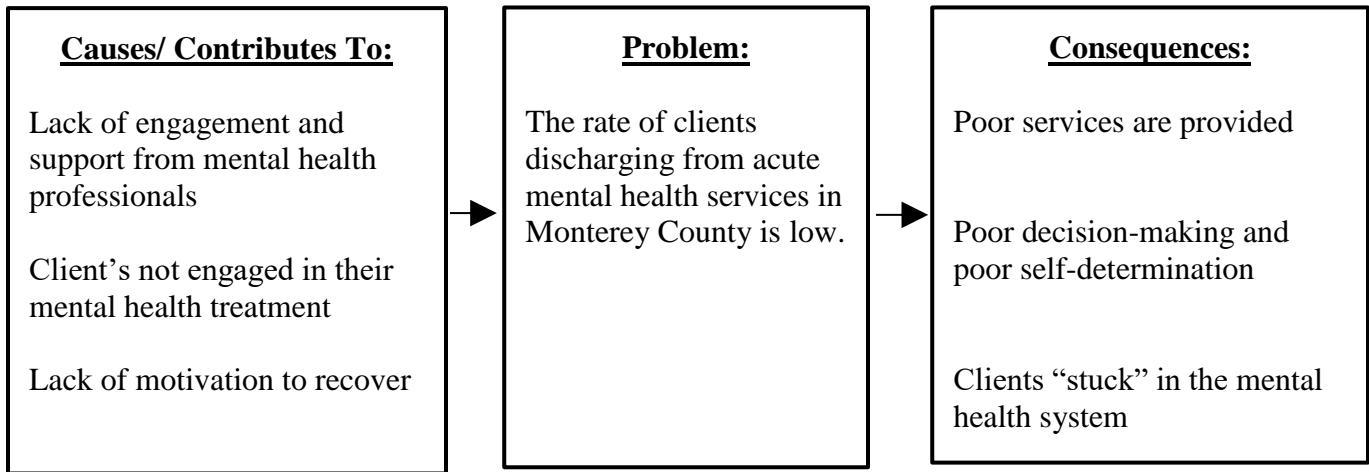 Causes/ Contributes To:
Lack of engagement and
support from mental health
professionals
Client’s not engaged in their
mental health treatment
Lack of motivation to recover
Problem:
The rate of clients
discharging from acute
mental health services in
Monterey County is low.
Consequences:
Poor services are provided
Poor decision-making and
poor self-determination
Clients “stuck” in the mental
health system